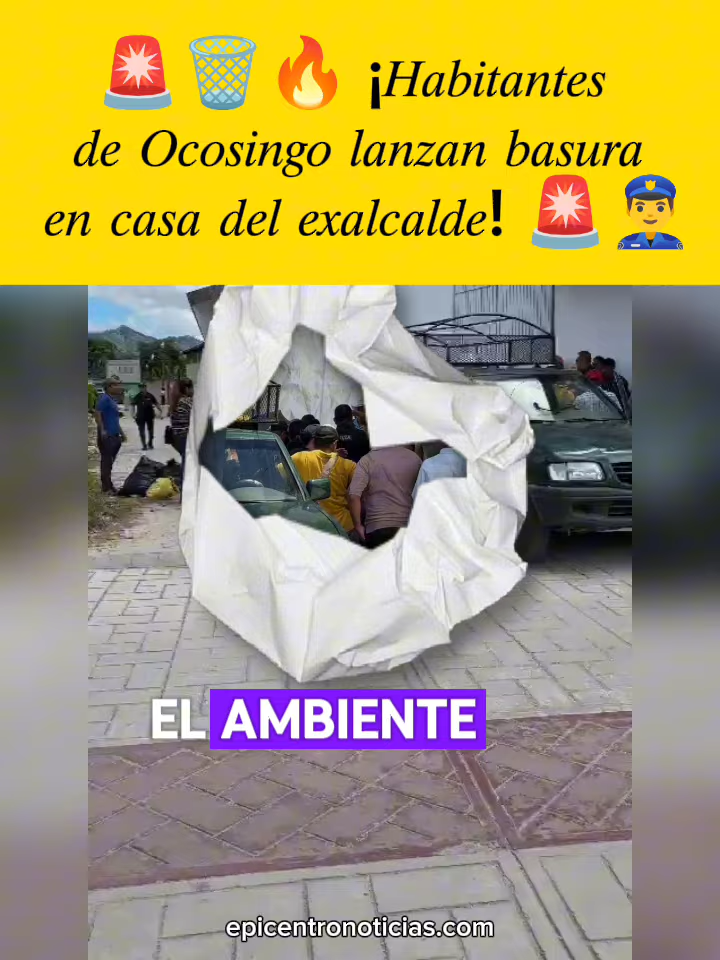 🚨🗑️🔥 ¡Habitantes
de Ocosingo lanzan basura
en casa del exalcalde! 🚨👮‍♂️
EL AMBIENTE
epicentronoticias.com